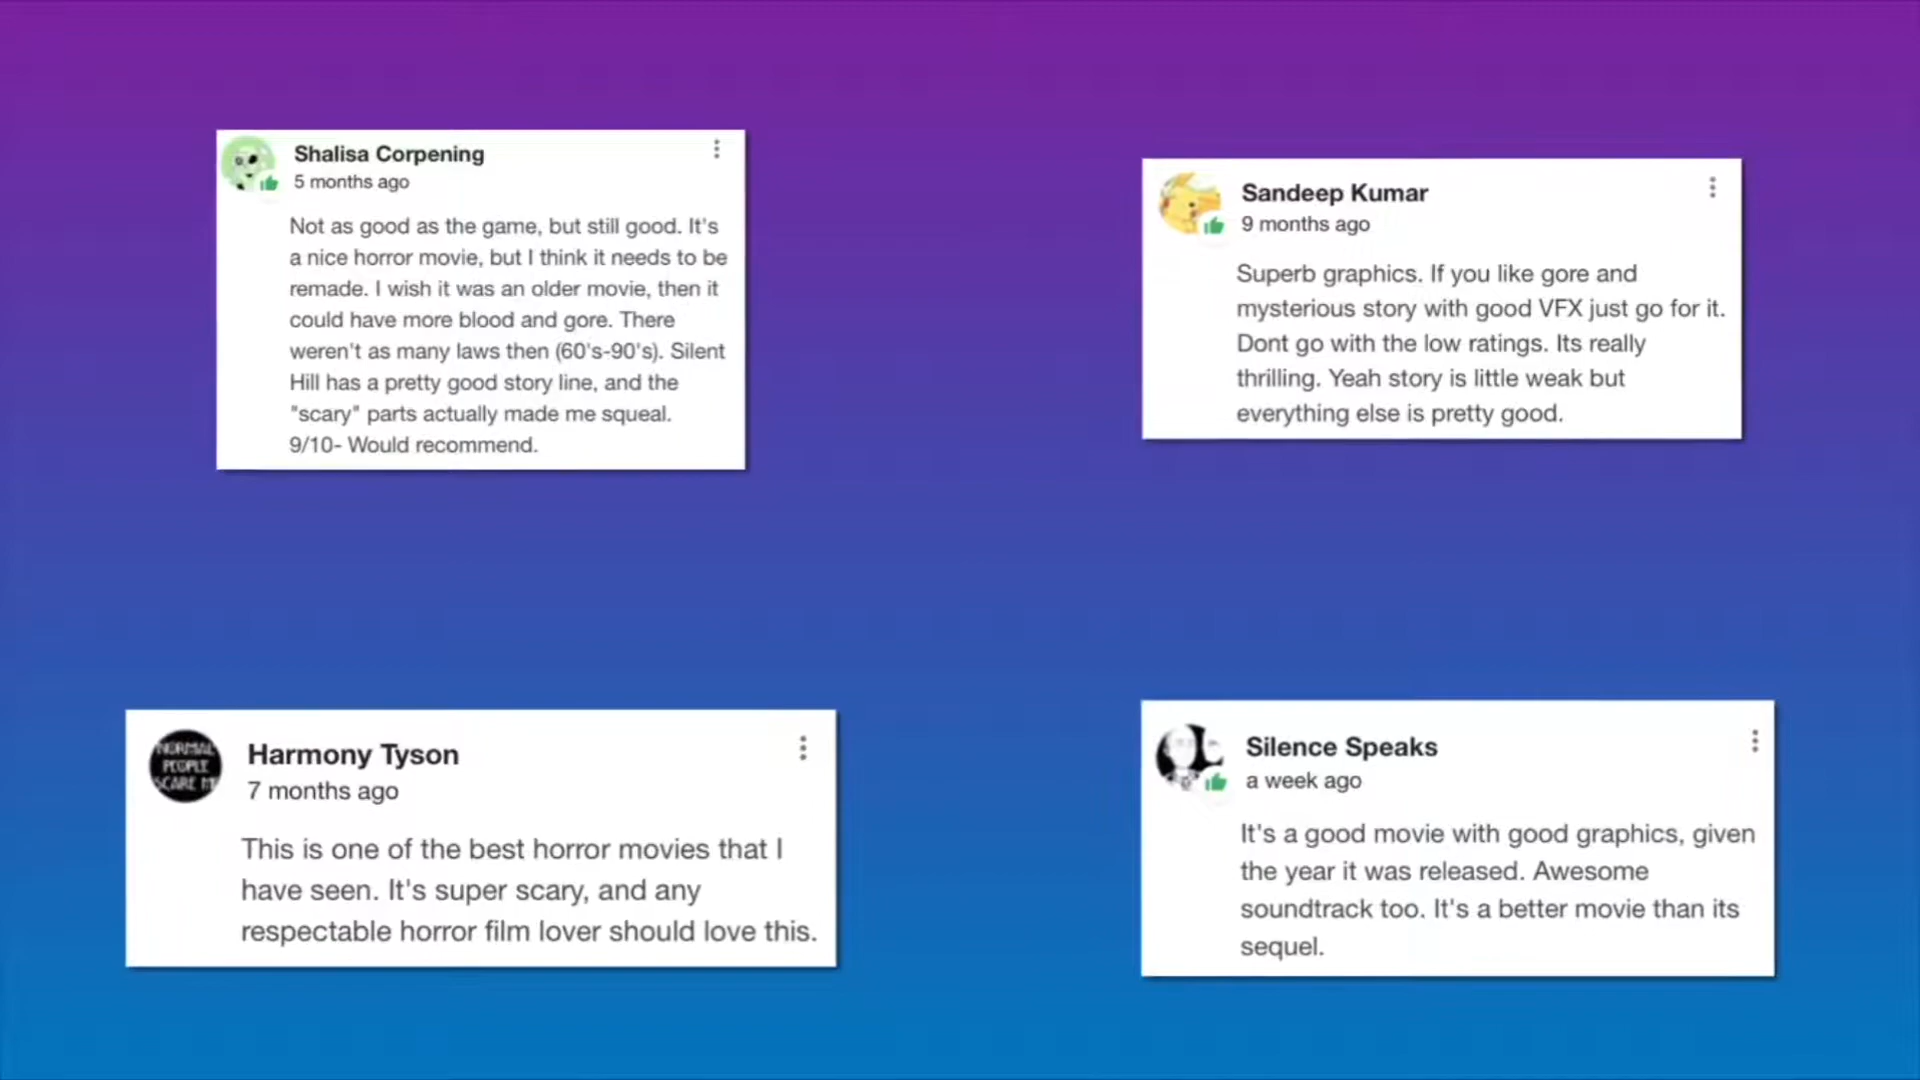 Shalisa Corpening
5 months ago
Not as good as the game, but still good. It's
a nice horror movie, but I think it needs to be
remade. I wish it was an older movie, then it
could have more blood and gore. There
weren't as many laws then (60's-90's). Silent
Hill has a pretty good story line, and the
"scary" parts actually made me squeal.
9/10- Would recommend.
Sandeep Kumar
9 months ago
Superb graphics. If you like gore and
mysterious story with good VFX just go for it.
Dont go with the low ratings. Its really
thrilling. Yeah story is little weak but
everything else is pretty good.
NORMAL
PEOPLE
SCARE ME
Harmony Tyson
7 months ago
This is one of the best horror movies that I
have seen. It's super scary, and any
respectable horror film lover should love this.
Silence Speaks
a week ago
It's a good movie with good graphics, given
the year it was released. Awesome
soundtrack too. It's a better movie than its
sequel.